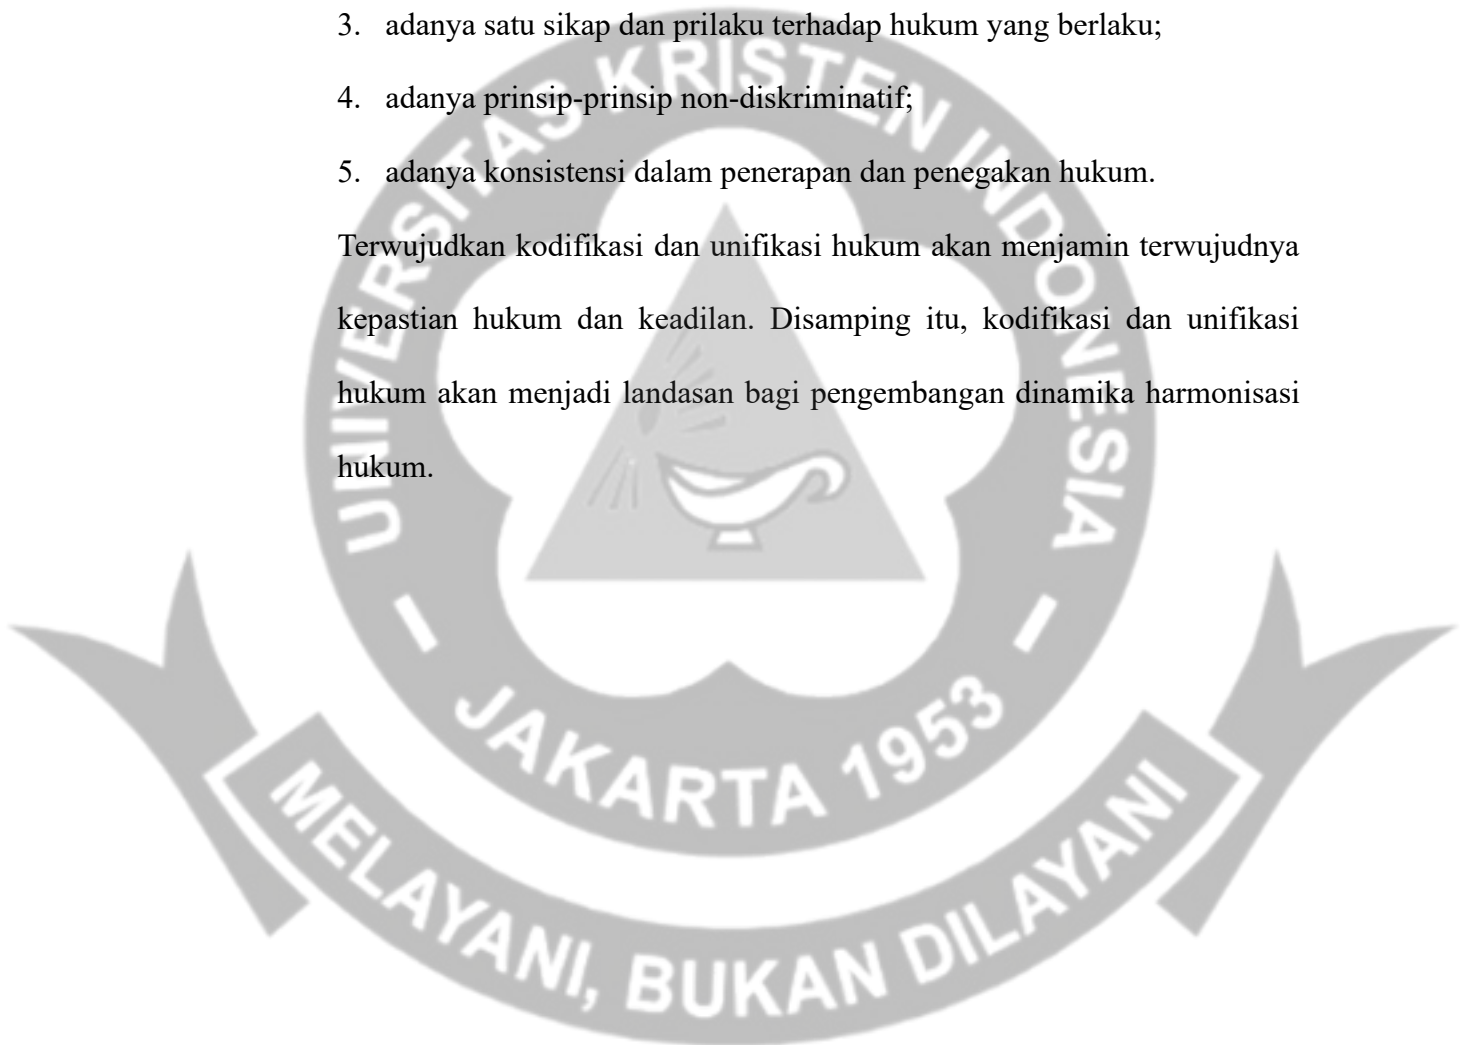 3. adanya satu sikap dan prilaku terhadap hukum yang berlaku;
4. adanya prinsip-prinsip non-diskriminatif;
5. adanya konsistensi dalam penerapan dan penegakan hukum.
Terwujudkan kodifikasi dan unifikasi hukum akan menjamin terwujudnya
kepastian hukum dan keadilan. Disamping itu, kodifikasi dan unifikasi
hukum akan menjadi landasan bagi pengembangan dinamika harmonisasi
hukum.
UNIVERSITAS KRISTEN INDONESIA
JAKARTA 1953
MELAYANI, BUKAN DILAYANI